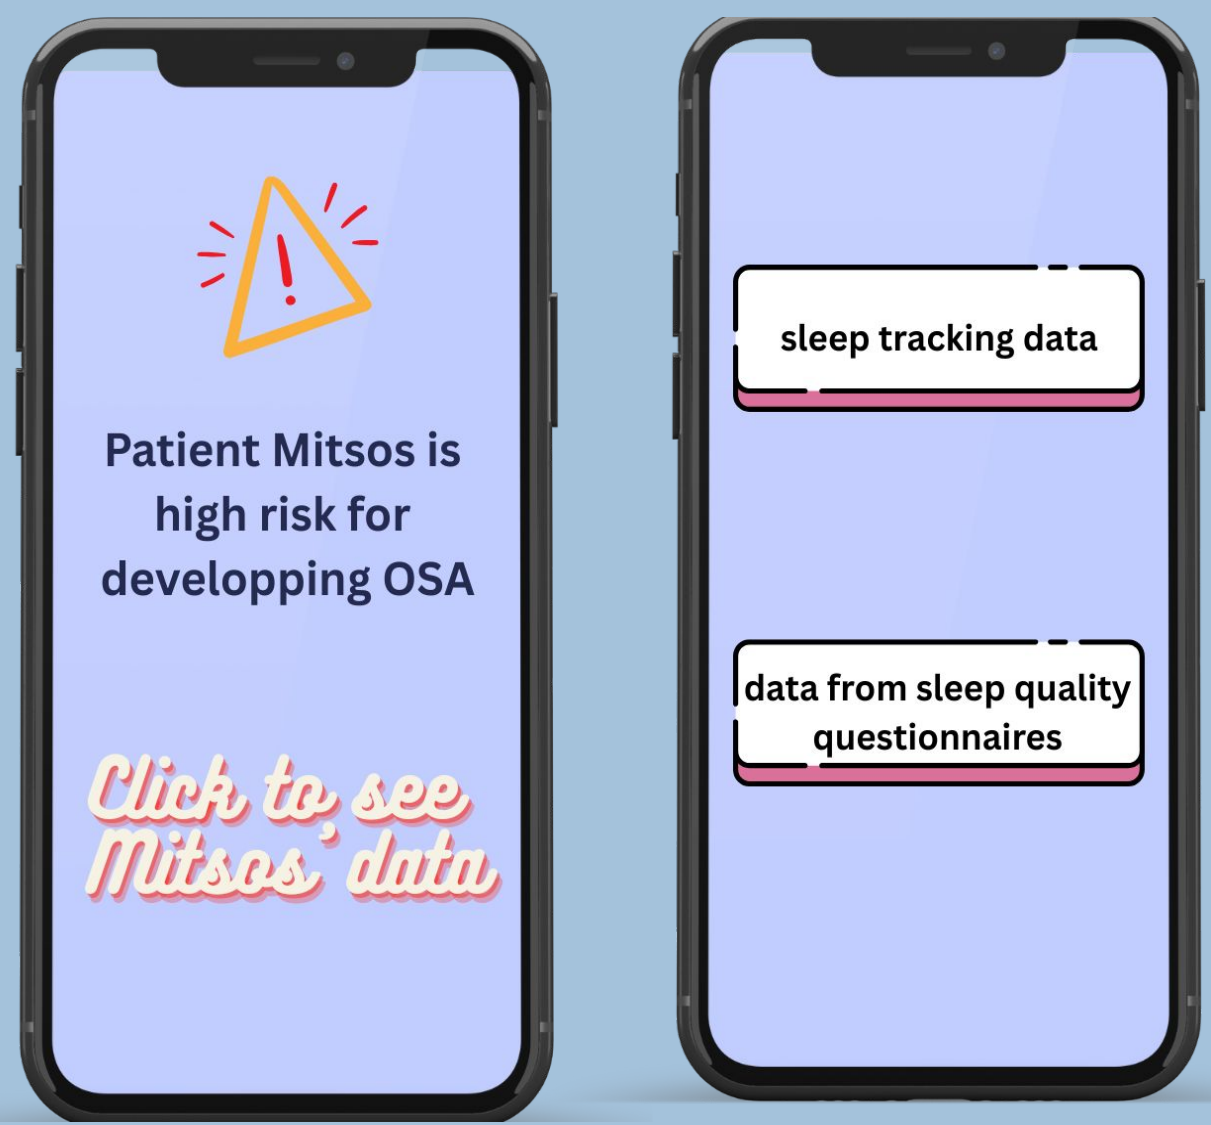 Patient Mitsos is
high risk for
developping OSA
Click to see
Mitsos' data
sleep tracking data
data from sleep quality
questionnaires